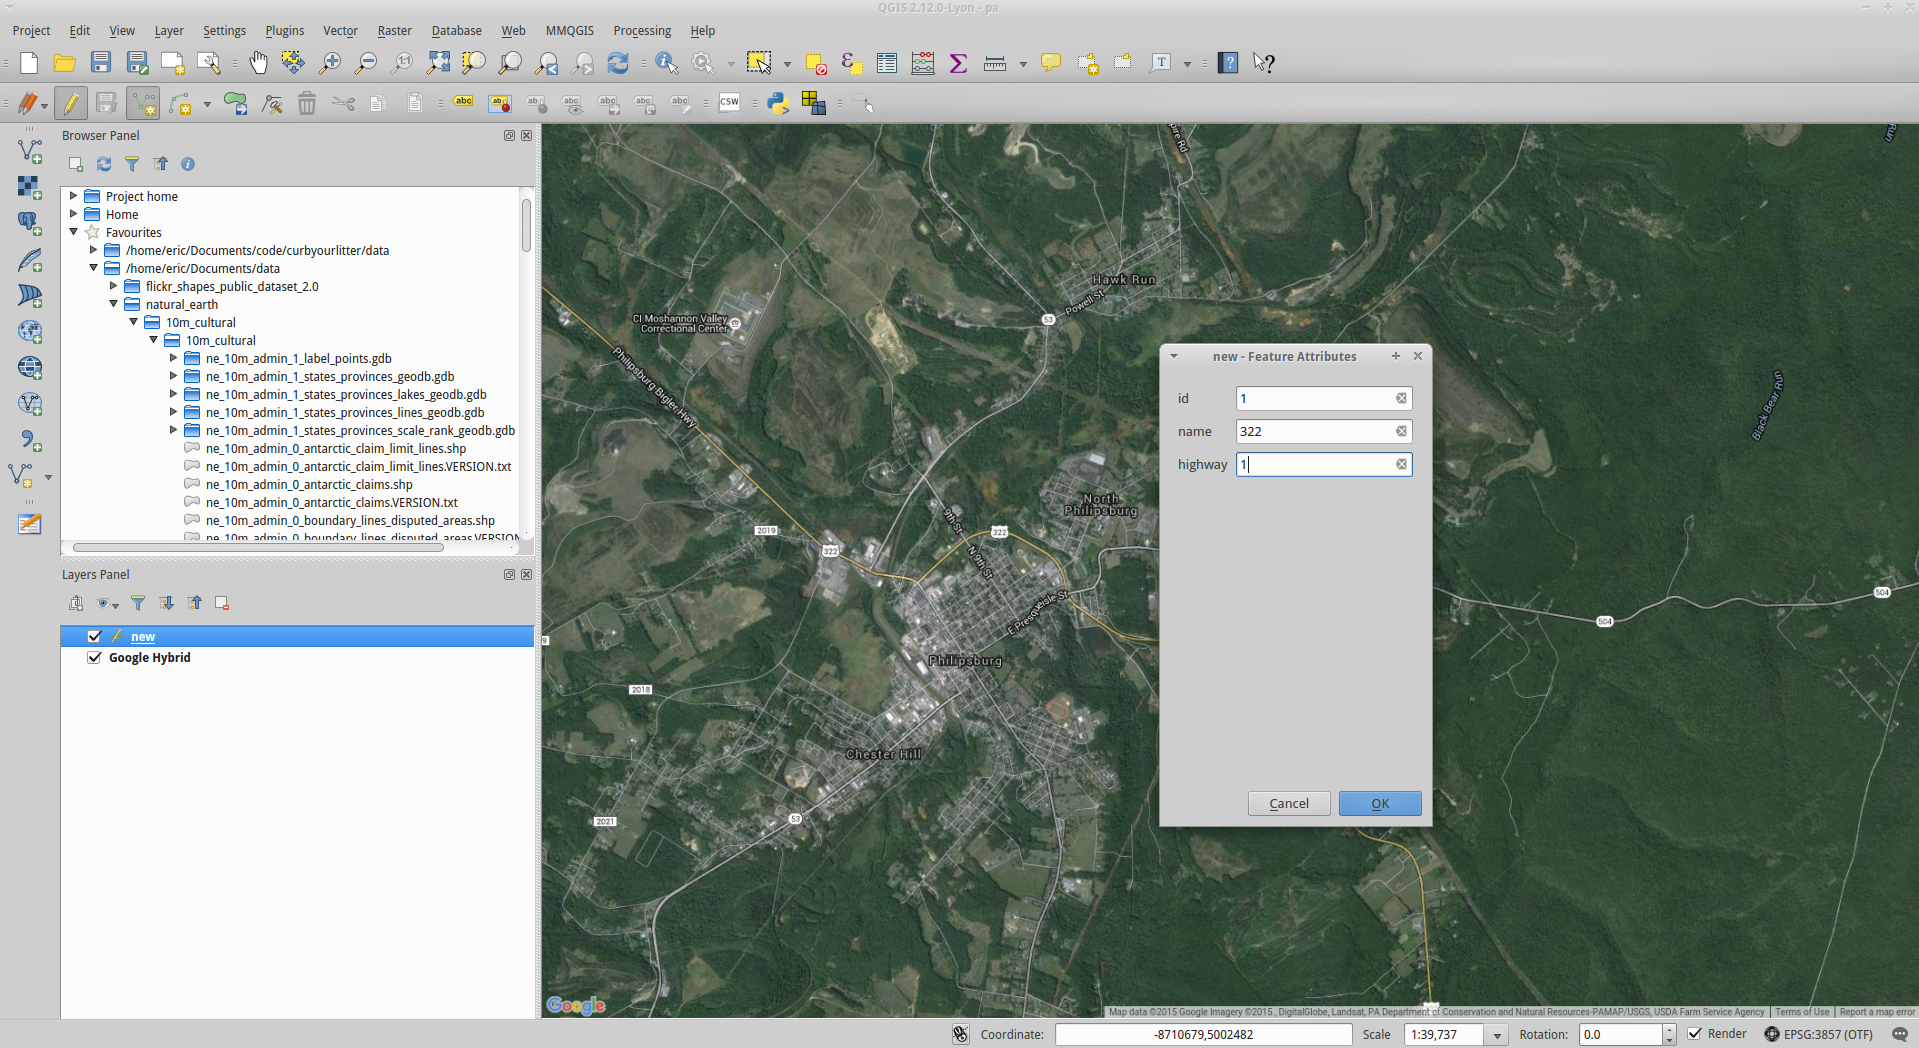 QGIS 2.12.0-Lyon - pa
Project Edit View Layer Settings Plugins Vector Raster Database Web MMQGIS Processing Help
Browser Panel
Project home
Home
Favourites
/home/eric/Documents/code/curbyourlitter/data
/home/eric/Documents/data
flickr_shapes_public_dataset_2.0
natural_earth
10m_cultural
10m_cultural
ne_10m_admin_1_label_points.gdb
ne_10m_admin_1_states_provinces_geodb.gdb
ne_10m_admin_1_states_provinces_lakes_geodb.gdb
ne_10m_admin_1_states_provinces_lines_geodb.gdb
ne_10m_admin_1_states_provinces_scale_rank_geodb.gdb
ne_10m_admin_0_antarctic_claim_limit_lines.shp
ne_10m_admin_0_antarctic_claim_limit_lines.VERSION.txt
ne_10m_admin_0_antarctic_claims.shp
ne_10m_admin_0_antarctic_claims.VERSION.txt
ne_10m_admin_0_boundary_lines_disputed_areas.shp
ne_10m_admin_0_boundary_lines_disputed_areas.VERSION
Layers Panel
new
Google Hybrid
Run
Hawk Run
Powell St
53
CI Moshannon Valley
Correctional Center
Philipsburg Bigler Hwy
Black Bear Run
North
Philipsburg
9th St
2019
322
322
N 9th St
E Presqueisle St
504
504
Philipsburg
2018
Chester Hill
53
2021
new - Feature Attributes
id 1
name 322
highway 1
Cancel OK
Google
Map data ©2015 Google Imagery ©2015 , DigitalGlobe, Landsat, PA Department of Conservation and Natural Resources-PAMAP/USGS, USDA Farm Service Agency Terms of Use Report a map error
Coordinate: -8710679,5002482 Scale 1:39,737 Rotation: 0.0 Render EPSG:3857 (OTF)